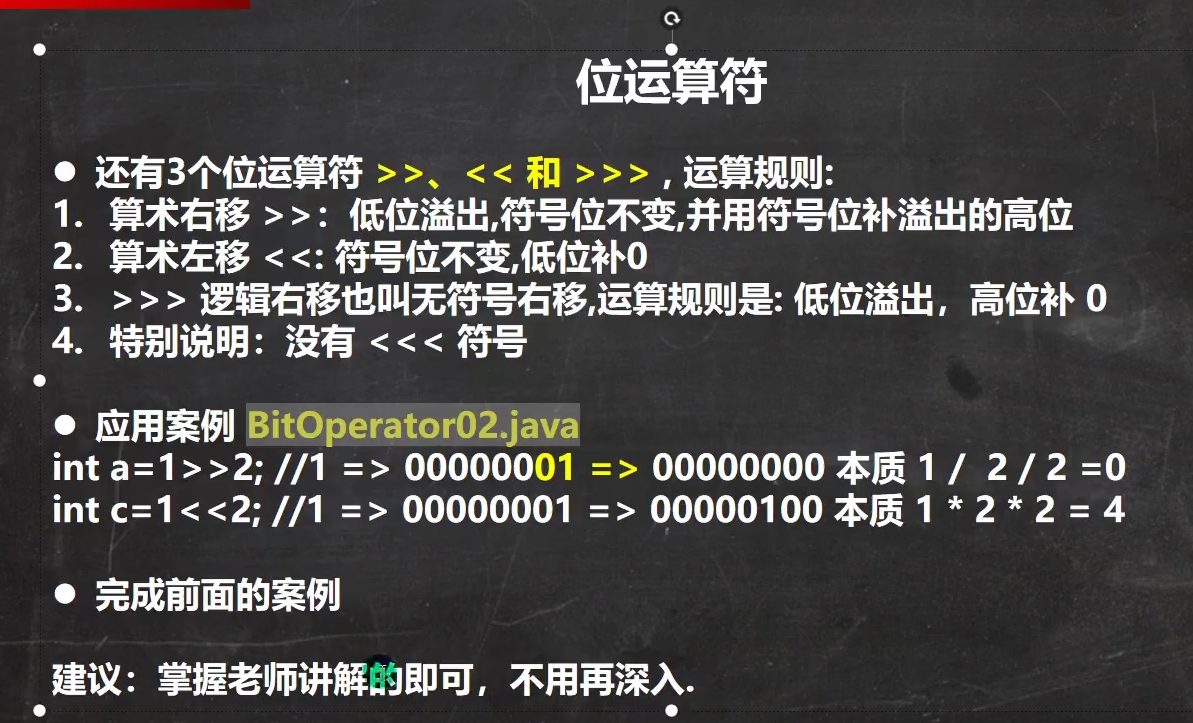 位运算符
● 还有3个位运算符 >>、<< 和 >>> , 运算规则:
1. 算术右移 >>：低位溢出,符号位不变,并用符号位补溢出的高位
2. 算术左移 <<: 符号位不变,低位补0
3. >>> 逻辑右移也叫无符号右移,运算规则是: 低位溢出，高位补 0
4. 特别说明：没有 <<< 符号
● 应用案例 BitOperator02.java
int a=1>>2; //1 => 00000001 => 00000000 本质 1 / 2 / 2 =0
int c=1<<2; //1 => 00000001 => 00000100 本质 1 * 2 * 2 = 4
● 完成前面的案例
建议：掌握老师讲解的即可，不用再深入.